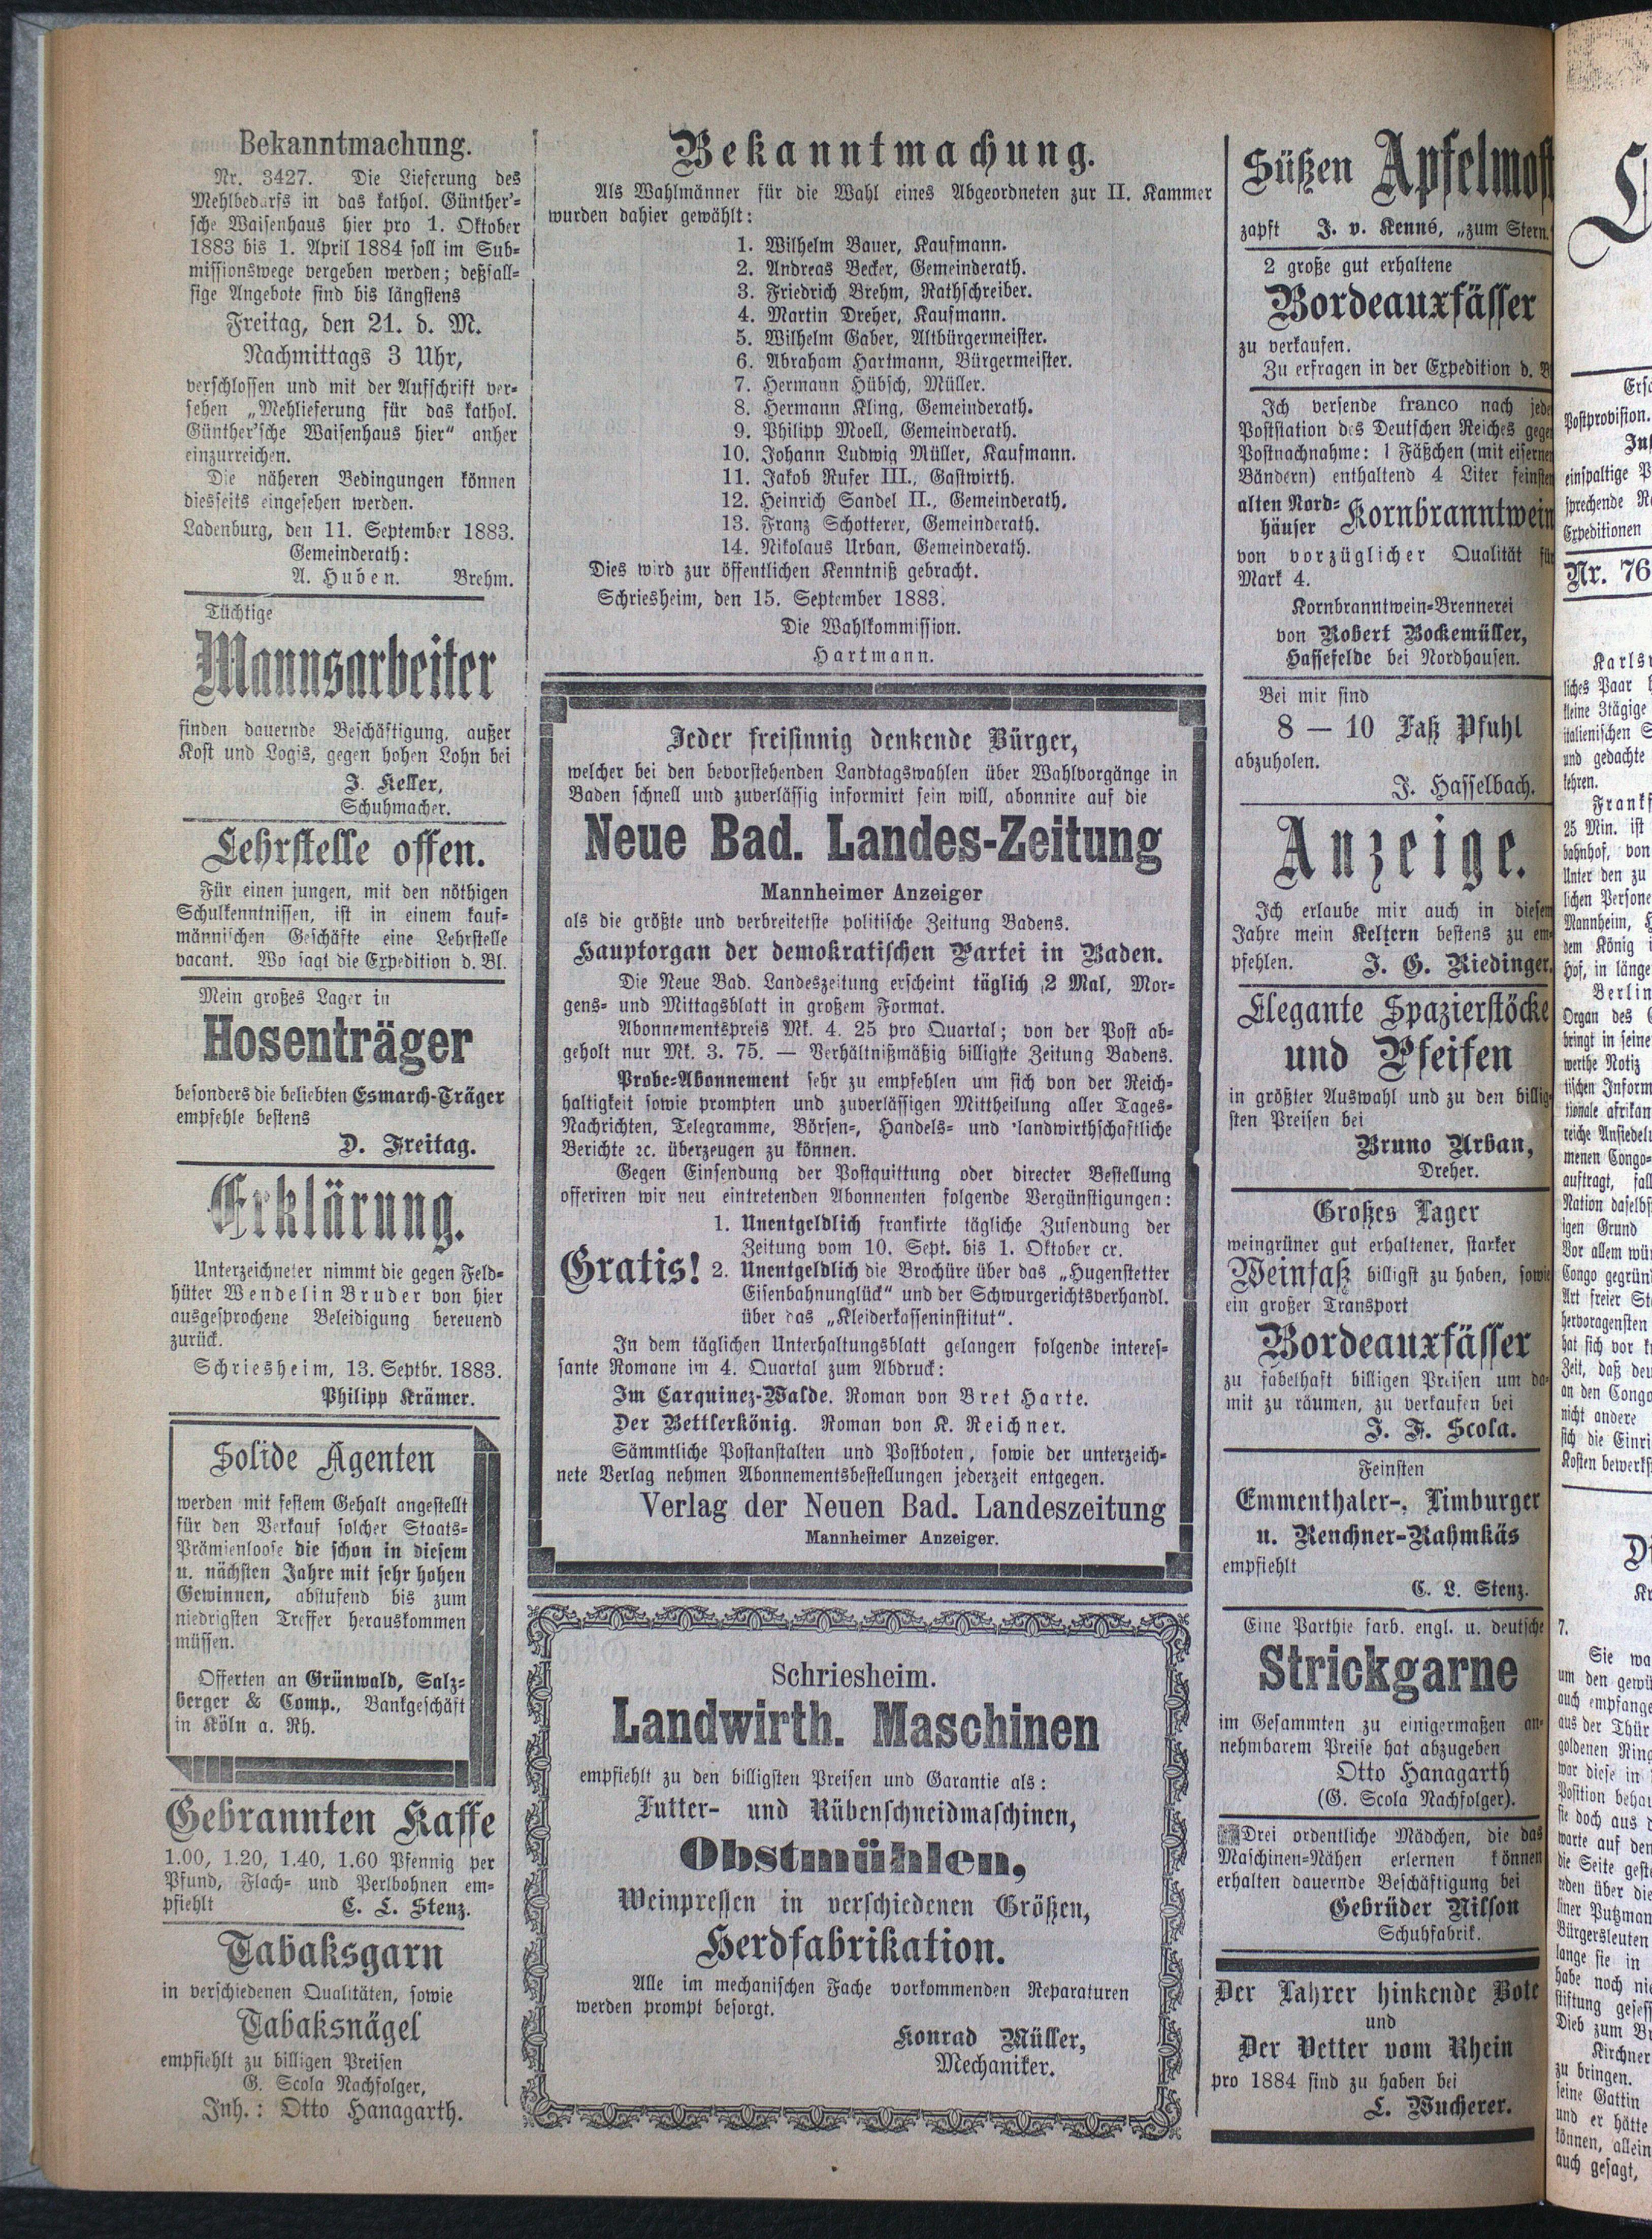 Bekanntmachung.
Nr. 3427. Die Lieferung des
Mehlbedarfs in das kathol. Günther'-
sche Waisenhaus hier pro 1. Oktober
1883 bis 1. April 1884 soll im Sub-
missionswege vergeben werden; deßfall-
sige Angebote sind bis längstens
Freitag, den 21. d. M.
Nachmittags 3 Uhr,
verschlossen und mit der Aufschrift ver-
sehen „Mehlieferung für das kathol.
Günther'sche Waisenhaus hier“ anher
einzurreichen.
Die näheren Bedingungen können
diesseits eingesehen werden.
Ladenburg, den 11. September 1883.
Gemeinderath:
A. Huben. Brehm.
Tüchtige
Mannsarbeiter
finden dauernde Beschäftigung, außer
Kost und Logis, gegen hohen Lohn bei
J. Keller,
Schuhmacher.
Lehrstelle offen.
Für einen jungen, mit den nöthigen
Schulkenntnissen, ist in einem kauf-
männischen Geschäfte eine Lehrstelle
vacant. Wo sagt die Expedition d. Bl.
Mein großes Lager in
Hosenträger
besonders die beliebten Esmarch-Träger
empfehle bestens
D. Freitag.
Erklärung.
Unterzeichneter nimmt die gegen Feld-
hüter Wendelin Bruder von hier
ausgesprochene Beleidigung bereuend
zurück.
Schriesheim, 13. Septbr. 1883.
Philipp Krämer.
Solide Agenten
werden mit festem Gehalt angestellt
für den Verkauf solcher Staats-
Prämienloose die schon in diesem
u. nächsten Jahre mit sehr hohen
Gewinnen, abstufend bis zum
niedrigsten Treffer herauskommen
müssen.
Offerten an Grünwald, Salz-
berger & Comp., Bankgeschäft
in Köln a. Rh.
Gebrannten Kaffe
1.00, 1.20, 1.40, 1.60 Pfennig per
Pfund, Flach- und Perlbohnen em-
pfiehlt C. L. Stenz.
Tabaksgarn
in verschiedenen Qualitäten, sowie
Tabaksnägel
empfiehlt zu billigen Preisen
G. Scola Nachfolger,
Inh.: Otto Hanagarth.
Bekanntmachung.
Als Wahlmänner für die Wahl eines Abgeordneten zur II. Kammer
wurden dahier gewählt:
1. Wilhelm Bauer, Kaufmann.
2. Andreas Becker, Gemeinderath.
3. Friedrich Brehm, Rathschreiber.
4. Martin Dreher, Kaufmann.
5. Wilhelm Gaber, Altbürgermeister.
6. Abraham Hartmann, Bürgermeister.
7. Hermann Hübsch, Müller.
8. Hermann Kling, Gemeinderath.
9. Philipp Moell, Gemeinderath.
10. Johann Ludwig Müller, Kaufmann.
11. Jakob Rufer III., Gastwirth.
12. Heinrich Sandel II., Gemeinderath.
13. Franz Schotterer, Gemeinderath.
14. Nikolaus Urban, Gemeinderath.
Dies wird zur öffentlichen Kenntniß gebracht.
Schriesheim, den 15. September 1883.
Die Wahlkommission.
Hartmann.
Jeder freisinnig denkende Bürger,
welcher bei den bevorstehenden Landtagswahlen über Wahlvorgänge in
Baden schnell und zuverlässig informirt sein will, abonnire auf die
Neue Bad. Landes-Zeitung
Mannheimer Anzeiger
als die größte und verbreitetste politische Zeitung Badens.
Hauptorgan der demokratischen Partei in Baden.
Die Neue Bad. Landeszeitung erscheint täglich 2 Mal, Mor-
gens- und Mittagsblatt in großem Format.
Abonnementspreis Mk. 4. 25 pro Quartal; von der Post ab-
geholt nur Mk. 3. 75. — Verhältnißmäßig billigste Zeitung Badens.
Probe-Abonnement sehr zu empfehlen um sich von der Reich-
haltigkeit sowie prompten und zuverlässigen Mittheilung aller Tages-
Nachrichten, Telegramme, Börsen-, Handels- und landwirthschaftliche
Berichte ꝛc. überzeugen zu können.
Gegen Einsendung der Postquittung oder directer Bestellung
offeriren wir neu eintretenden Abonnenten folgende Vergünstigungen:
1. Unentgeldlich frankirte tägliche Zusendung der
Zeitung vom 10. Sept. bis 1. Oktober cr.
Gratis! 2. Unentgeldlich die Brochüre über das „Hugenstetter
Eisenbahnunglück“ und der Schwurgerichtsverhandl.
über das „Kleiderkasseninstitut“.
In dem täglichen Unterhaltungsblatt gelangen folgende interes-
sante Romane im 4. Quartal zum Abdruck:
Im Carquinez-Walde. Roman von Bret Harte.
Der Bettlerkönig. Roman von K. Reichner.
Sämmtliche Postanstalten und Postboten, sowie der unterzeich-
nete Verlag nehmen Abonnementsbestellungen jederzeit entgegen.
Verlag der Neuen Bad. Landeszeitung
Mannheimer Anzeiger.
Schriesheim.
Landwirth. Maschinen
empfiehlt zu den billigsten Preisen und Garantie als:
Futter- und Rübenschneidmaschinen,
Obstmühlen,
Weinpressen in verschiedenen Größen,
Herdfabrikation.
Alle im mechanischen Fache vorkommenden Reparaturen
werden prompt besorgt.
Konrad Müller,
Mechaniker.
Süßen Apfelmost
zapft J. v. Kenné, „zum Stern.“
2 große gut erhaltene
Bordeauxfässer
zu verkaufen.
Zu erfragen in der Expedition d. B
Ich versende franco nach jede
Poststation des Deutschen Reiches gege
Postnachnahme: 1 Fäßchen (mit eiserne
Bändern) enthaltend 4 Liter feinsten
alten Nord-
häuser Kornbranntwein
von vorzüglicher Qualität für
Mark 4.
Kornbranntwein-Brennerei
von Robert Bockemüller,
Hasselfelde bei Nordhausen.
Bei mir sind
8 — 10 Faß Pfuhl
abzuholen.
J. Hasselbach.
Anzeige.
Ich erlaube mir auch in diesem
Jahre mein Keltern bestens zu em-
pfehlen. J. G. Riedinger.
Elegante Spazierstöcke
und Pfeifen
in größter Auswahl und zu den billig-
sten Preisen bei
Bruno Urban,
Dreher.
Großes Lager
weingrüner gut erhaltener, starker
Weinfaß billigst zu haben, sowie
ein großer Transport
Bordeauxfässer
zu fabelhaft billigen Preisen um da-
mit zu räumen, zu verkaufen bei
J. F. Scola.
Feinsten
Emmenthaler-, Limburger
u. Renchner-Rahmkäs
empfiehlt
C. L. Stenz.
Eine Parthie farb. engl. u. deutsche
Strickgarne
im Gesammten zu einigermaßen an-
nehmbarem Preise hat abzugeben
Otto Hanagarth
(G. Scola Nachfolger).
Drei ordentliche Mädchen, die das
Maschinen-Nähen erlernen können
erhalten dauernde Beschäftigung bei
Gebrüder Nilson
Schuhfabrik.
Der Lahrer hinkende Bote
und
Der Vetter vom Rhein
pro 1884 sind zu haben bei
L. Wucherer.
Postprovision.
einspaltige P
Expeditionen
Nr. 76